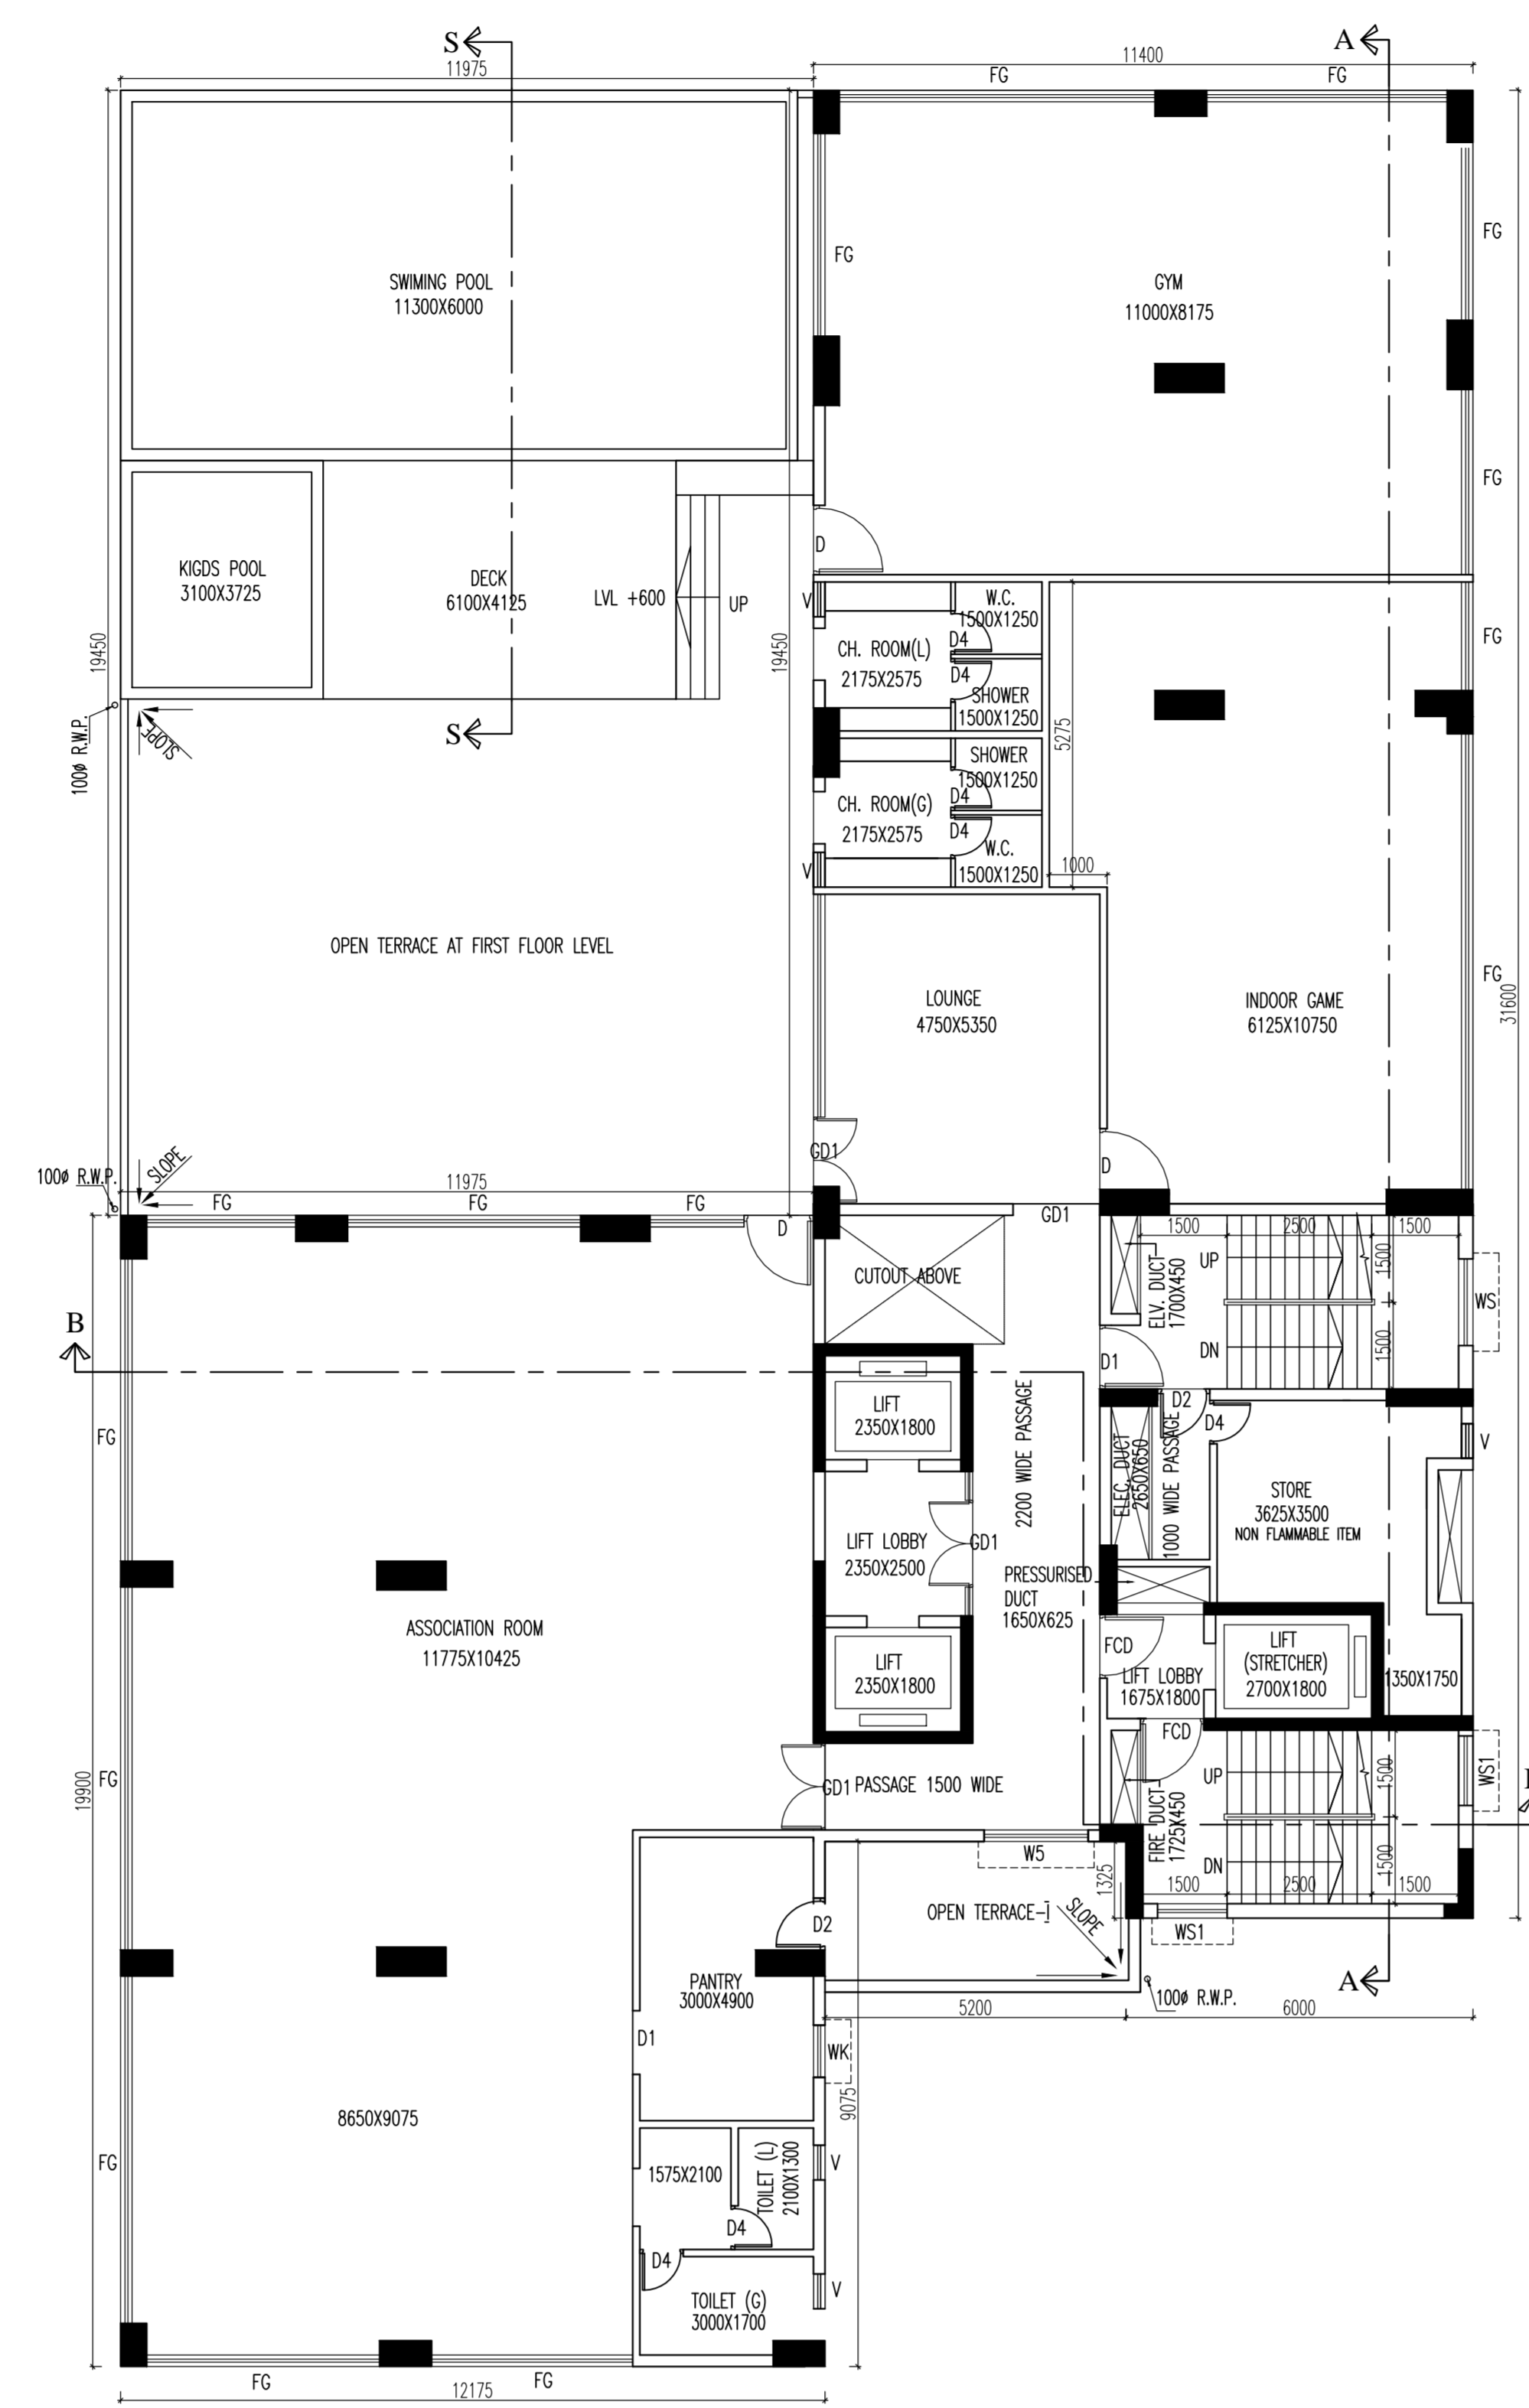 S
11975
A
11400
FG
FG
SWIMING POOL
11300X6000
FG
GYM
11000X8175
FG
FG
KIGDS POOL
3100X3725
DECK
6100X4125
LVL +600
UP
19450
19450
D
V
W.C.
1500X1250
D4
CH. ROOM(L)
2175X2575
D4
SHOWER
1500X1250
FG
100ø R.W.P.
SLOPE
S
5275
SHOWER
1500X1250
D4
CH. ROOM(G)
2175X2575
D4
W.C.
1500X1250
V
1000
OPEN TERRACE AT FIRST FLOOR LEVEL
LOUNGE
4750X5350
INDOOR GAME
6125X10750
FG
31600
GD1
D
100ø R.W.P.
SLOPE
11975
FG
FG
FG
D
GD1
CUTOUT ABOVE
ELV. DUCT
1700X450
1500
2500
1500
UP
1500
DN
1500
WS
B
D1
FG
LIFT
2350X1800
2200 WIDE PASSAGE
D2
D4
V
ELEC. DUCT
2650X650
1000 WIDE PASSAGE
STORE
3625X3500
NON FLAMMABLE ITEM
LIFT LOBBY
2350X2500
GD1
PRESSURISED
DUCT
1650X625
ASSOCIATION ROOM
11775X10425
LIFT
2350X1800
FCD
LIFT LOBBY
1675X1800
LIFT
(STRETCHER)
2700X1800
1350X1750
FCD
19900
FG
GD1
PASSAGE 1500 WIDE
UP
1500
WS1
FIRE DUCT
1725X450
DN
1500
1500
2500
1500
W5
1325
OPEN TERRACE-I
SLOPE
WS1
D2
PANTRY
3000X4900
A
100ø R.W.P.
5200
6000
D1
WK
9075
8650X9075
FG
1575X2100
TOILET (L)
2100X1300
V
D4
D4
TOILET (G)
3000X1700
V
FG
FG
12175